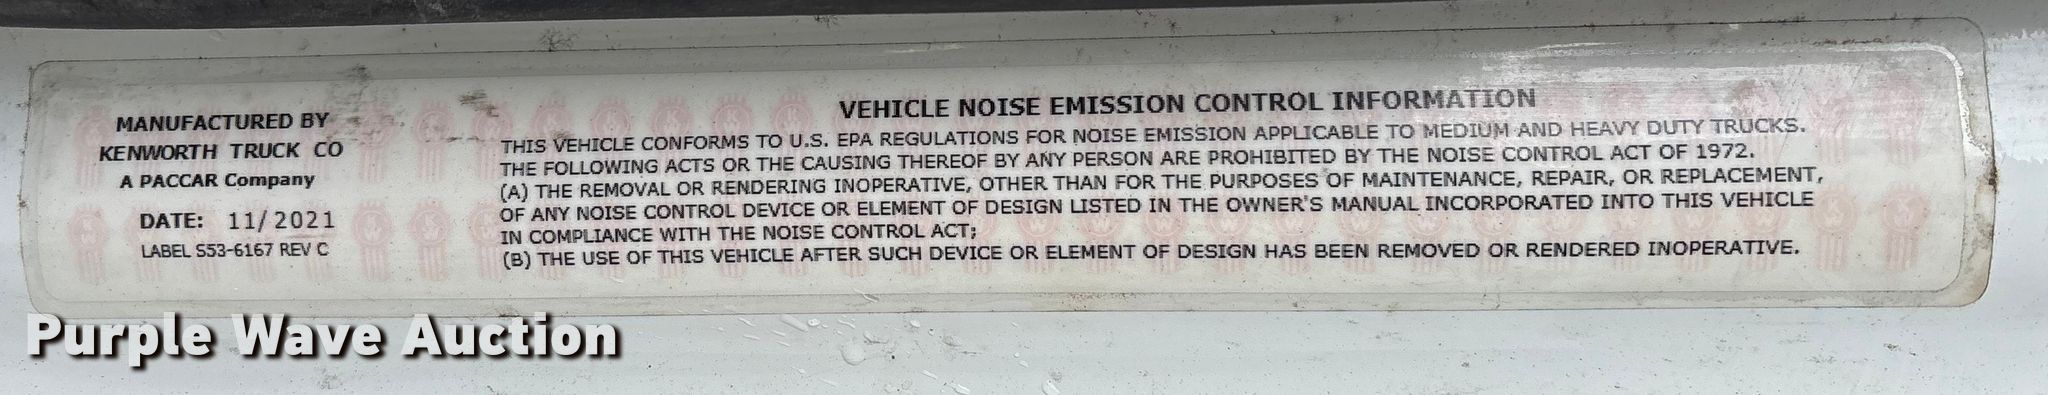 MANUFACTURED BY
KENWORTH TRUCK CO
A PACCAR Company
DATE: 11/2021
LABEL S53-6167 REV C
VEHICLE NOISE EMISSION CONTROL INFORMATION
THIS VEHICLE CONFORMS TO U.S. EPA REGULATIONS FOR NOISE EMISSION APPLICABLE TO MEDIUM AND HEAVY DUTY TRUCKS.
THE FOLLOWING ACTS OR THE CAUSING THEREOF BY ANY PERSON ARE PROHIBITED BY THE NOISE CONTROL ACT OF 1972.
(A) THE REMOVAL OR RENDERING INOPERATIVE, OTHER THAN FOR THE PURPOSES OF MAINTENANCE, REPAIR, OR REPLACEMENT,
OF ANY NOISE CONTROL DEVICE OR ELEMENT OF DESIGN LISTED IN THE OWNER'S MANUAL INCORPORATED INTO THIS VEHICLE
IN COMPLIANCE WITH THE NOISE CONTROL ACT;
(B) THE USE OF THIS VEHICLE AFTER SUCH DEVICE OR ELEMENT OF DESIGN HAS BEEN REMOVED OR RENDERED INOPERATIVE.
Purple Wave Auction